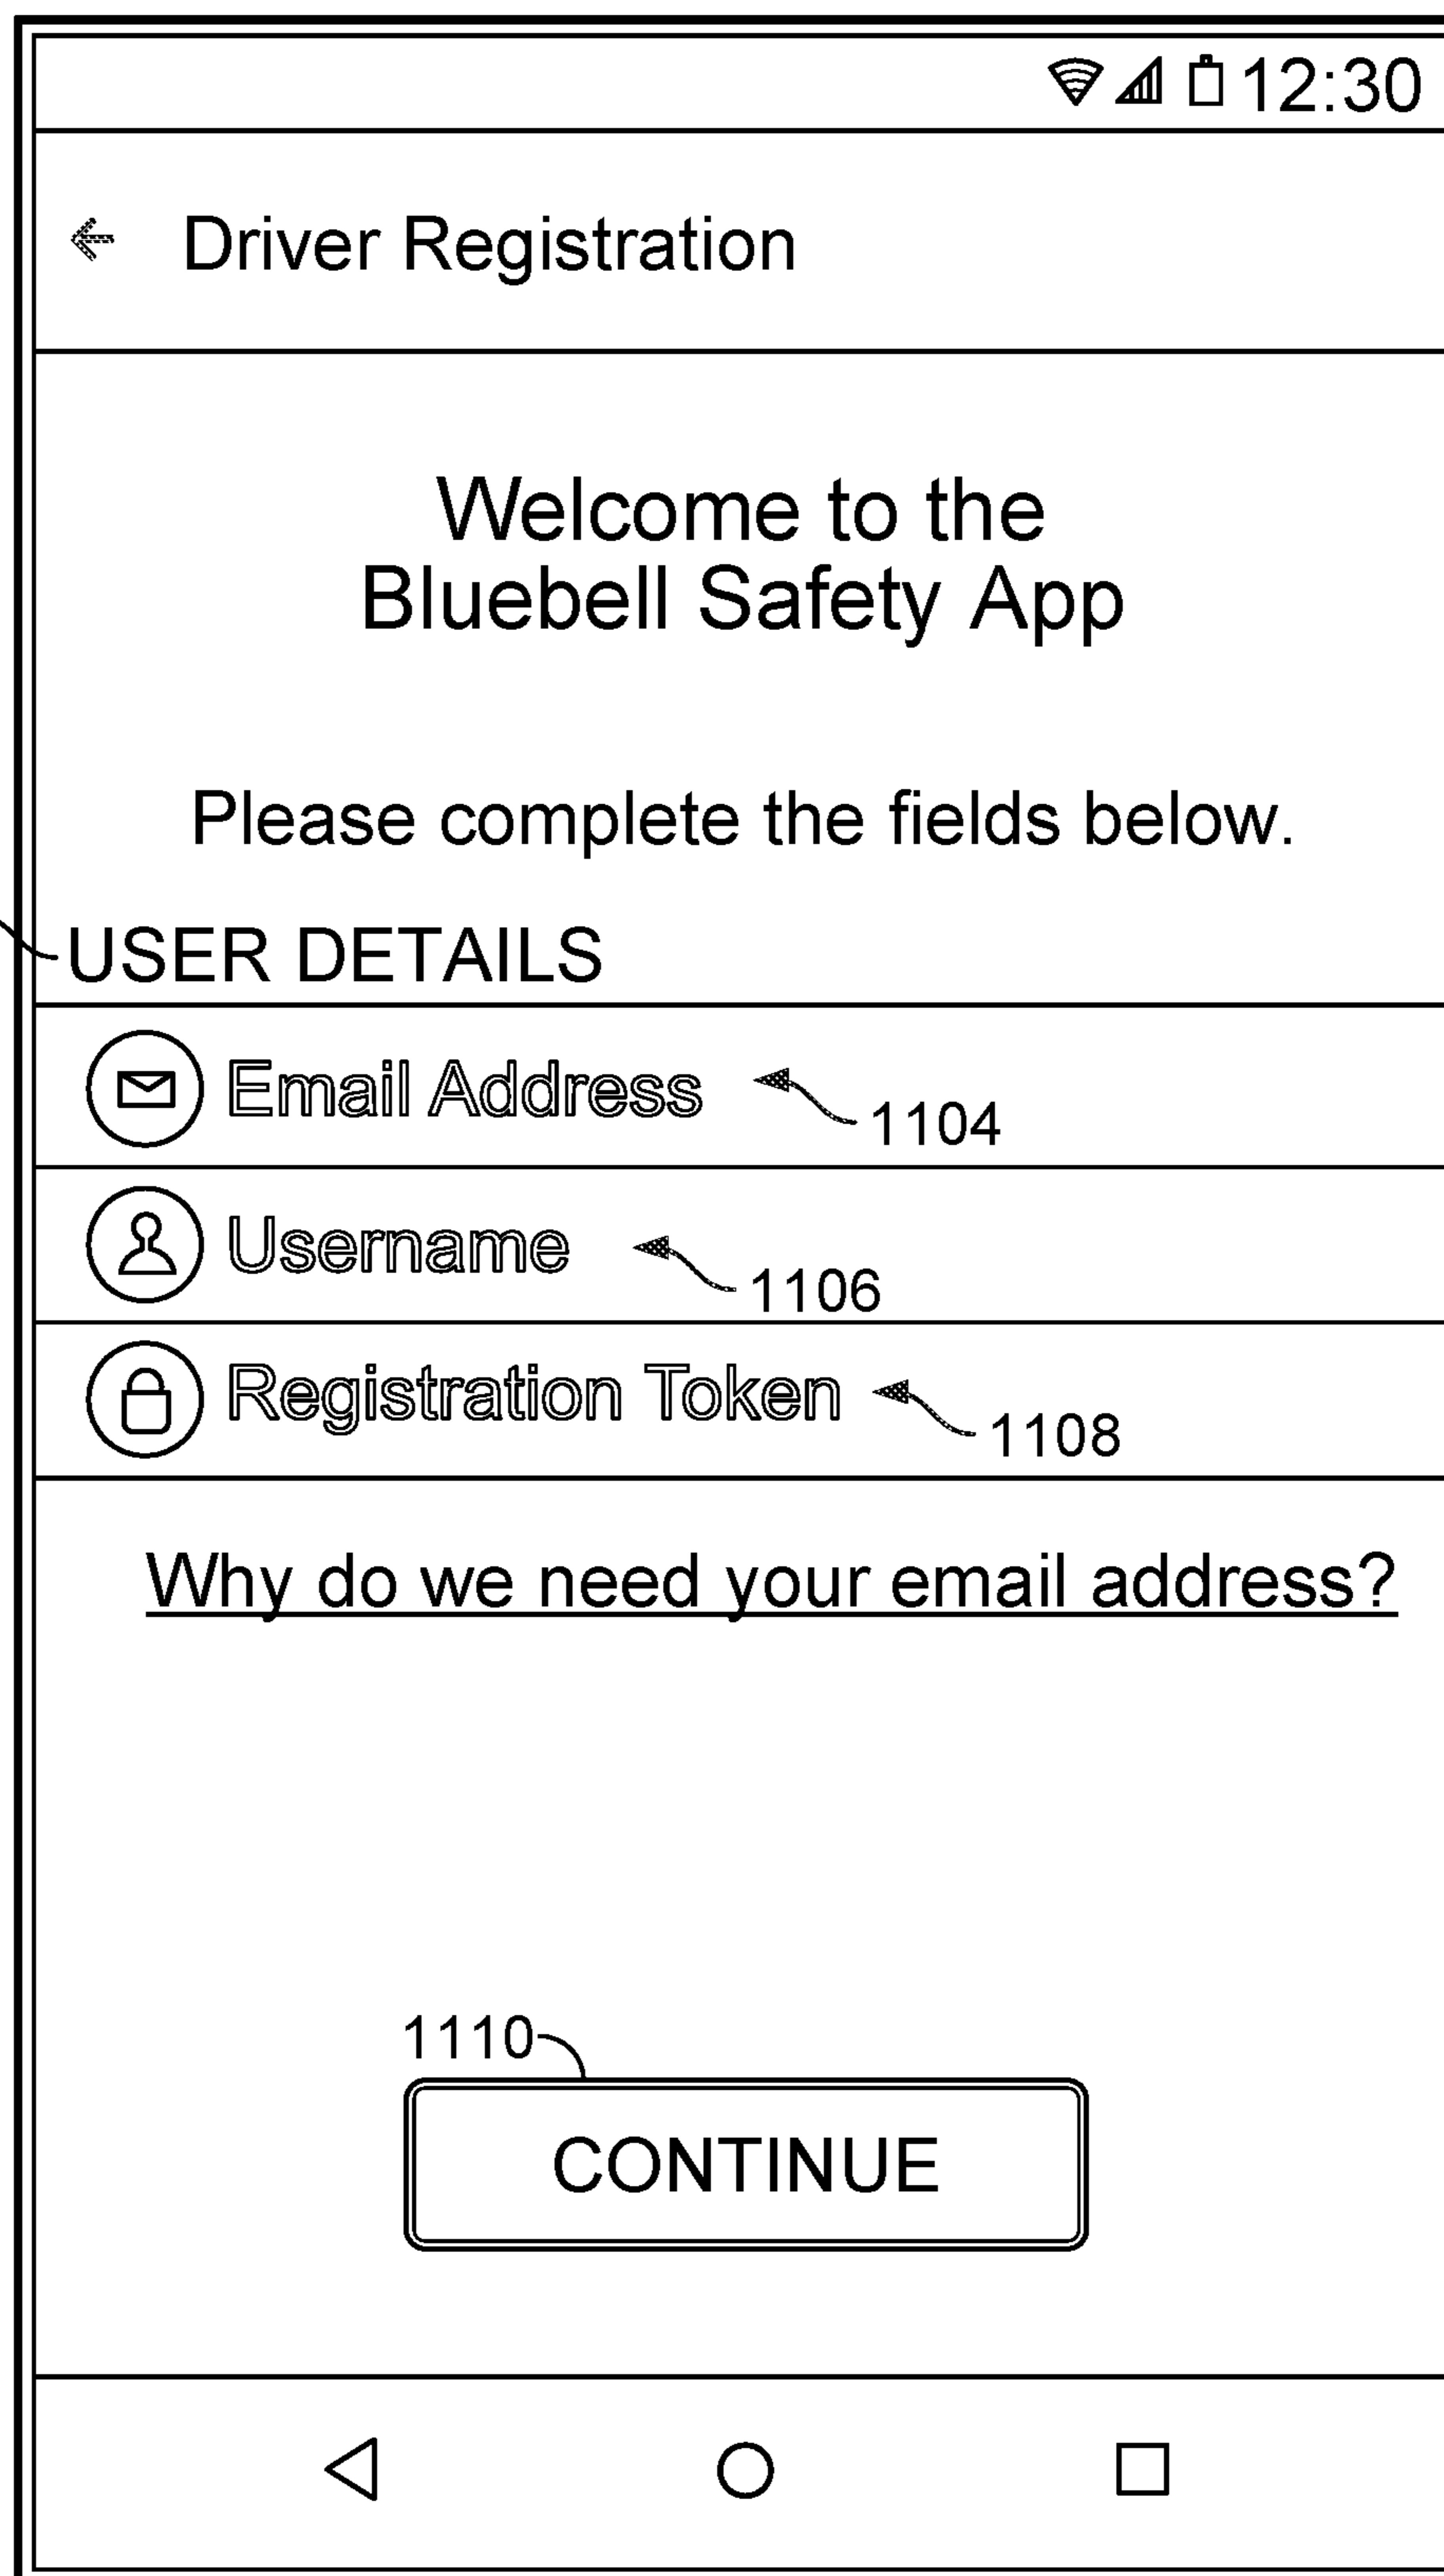 12:30
Driver Registration
Welcome to the
Bluebell Safety App
Please complete the fields below.
USER DETAILS
Email Address
1104
Username
1106
Registration Token
1108
Why do we need your email address?
1110
CONTINUE